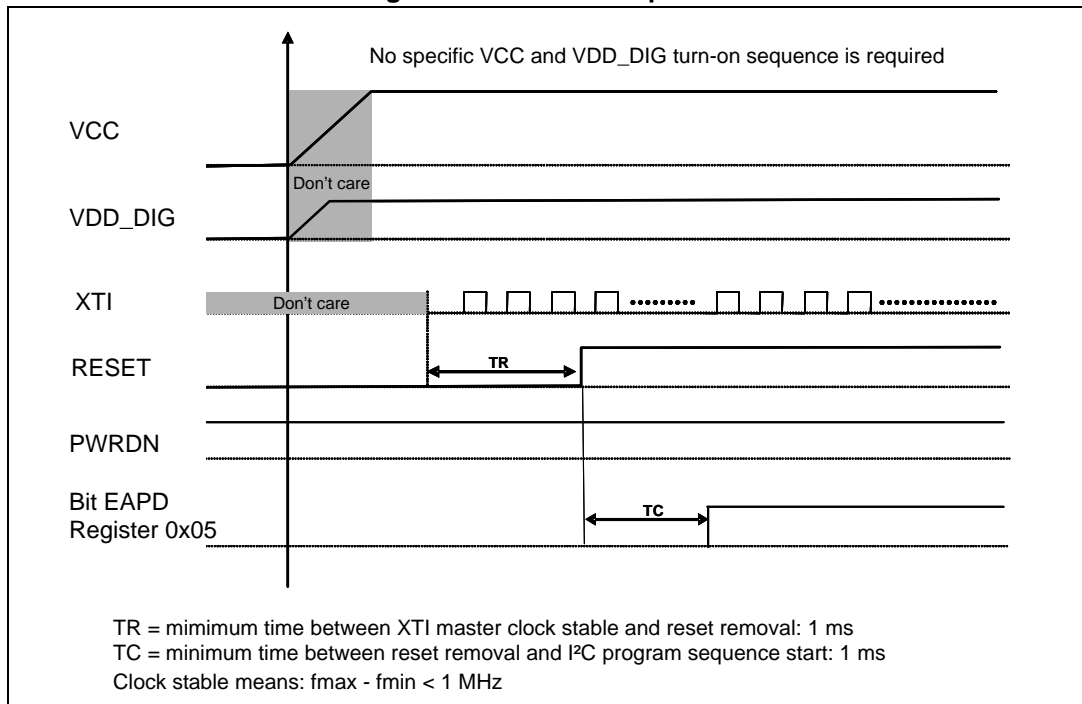 No specific VCC and VDD_DIG turn-on sequence is required
VCC
Don't care
VDD_DIG
XTI
Don't care
RESET
TR
PWRDN
Bit EAPD
Register 0x05
TC
TR = mimimum time between XTI master clock stable and reset removal: 1 ms
TC = minimum time between reset removal and I²C program sequence start: 1 ms
Clock stable means: fmax - fmin < 1 MHz